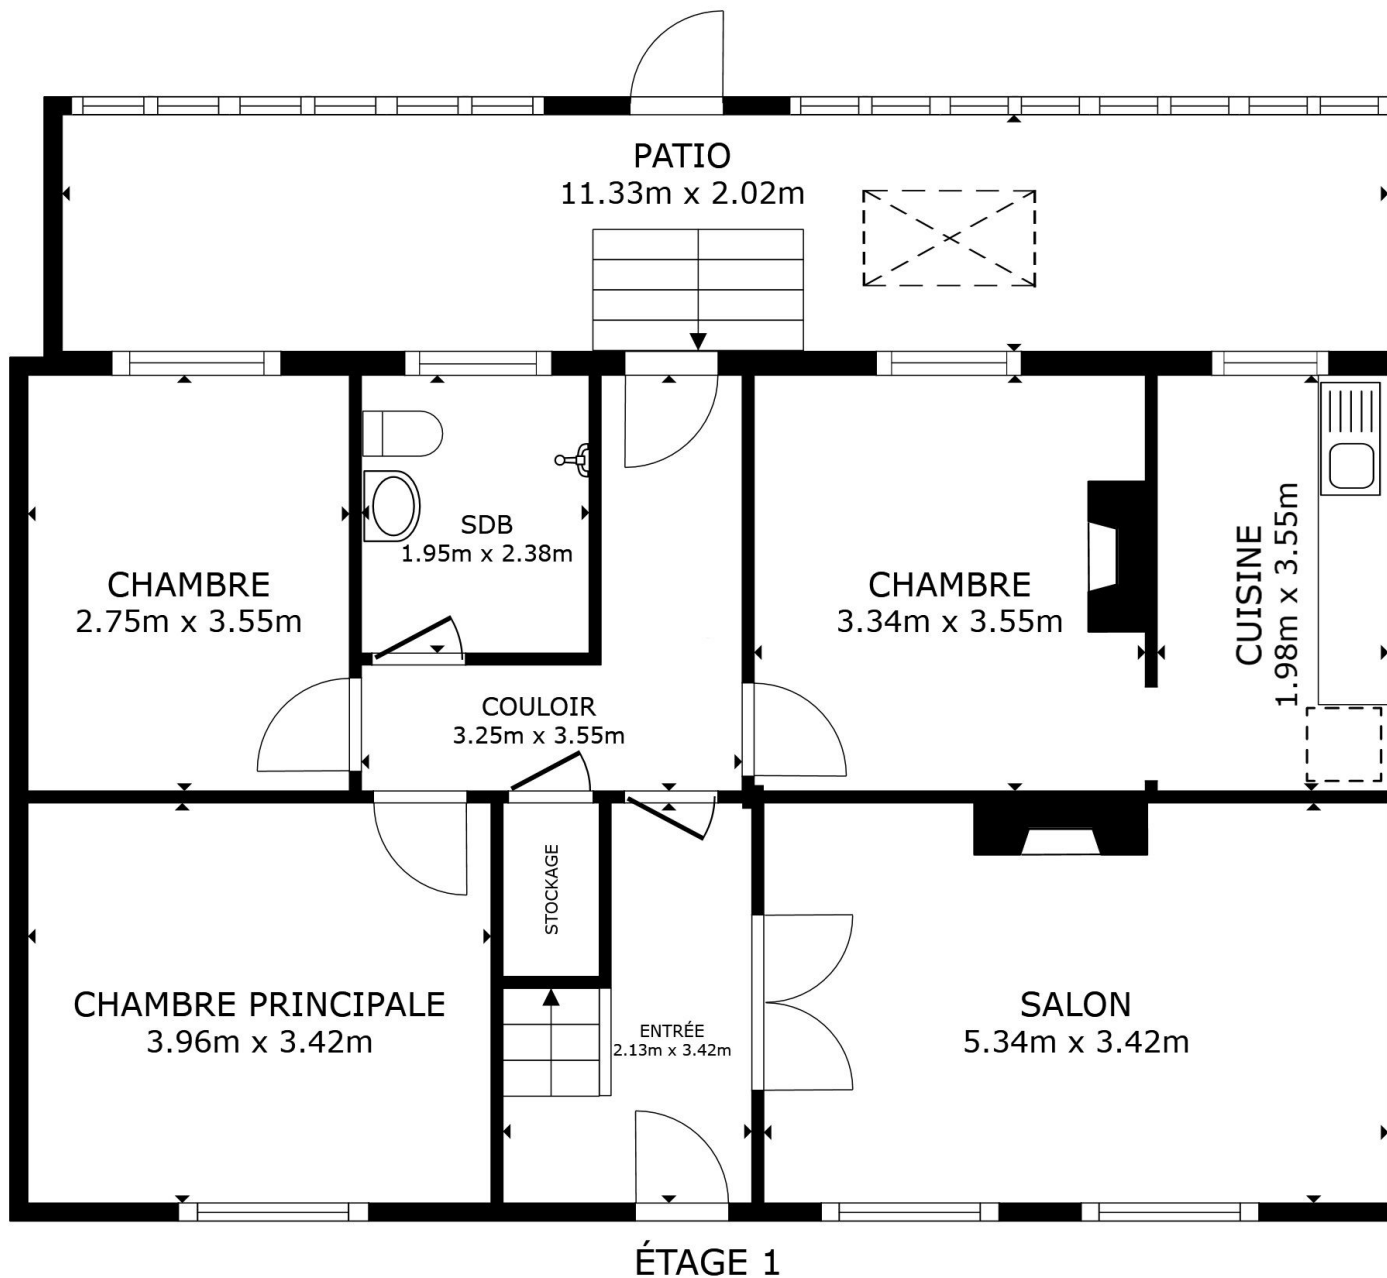 PATIO
11.33m x 2.02m
SDB
1.95m x 2.38m
CHAMBRE
2.75m x 3.55m
CHAMBRE
3.34m x 3.55m
CUISINE
1.98m x 3.55m
COULOIR
3.25m x 3.55m
STOCKAGE
CHAMBRE PRINCIPALE
3.96m x 3.42m
ENTRÉE
2.13m x 3.42m
SALON
5.34m x 3.42m
ÉTAGE 1